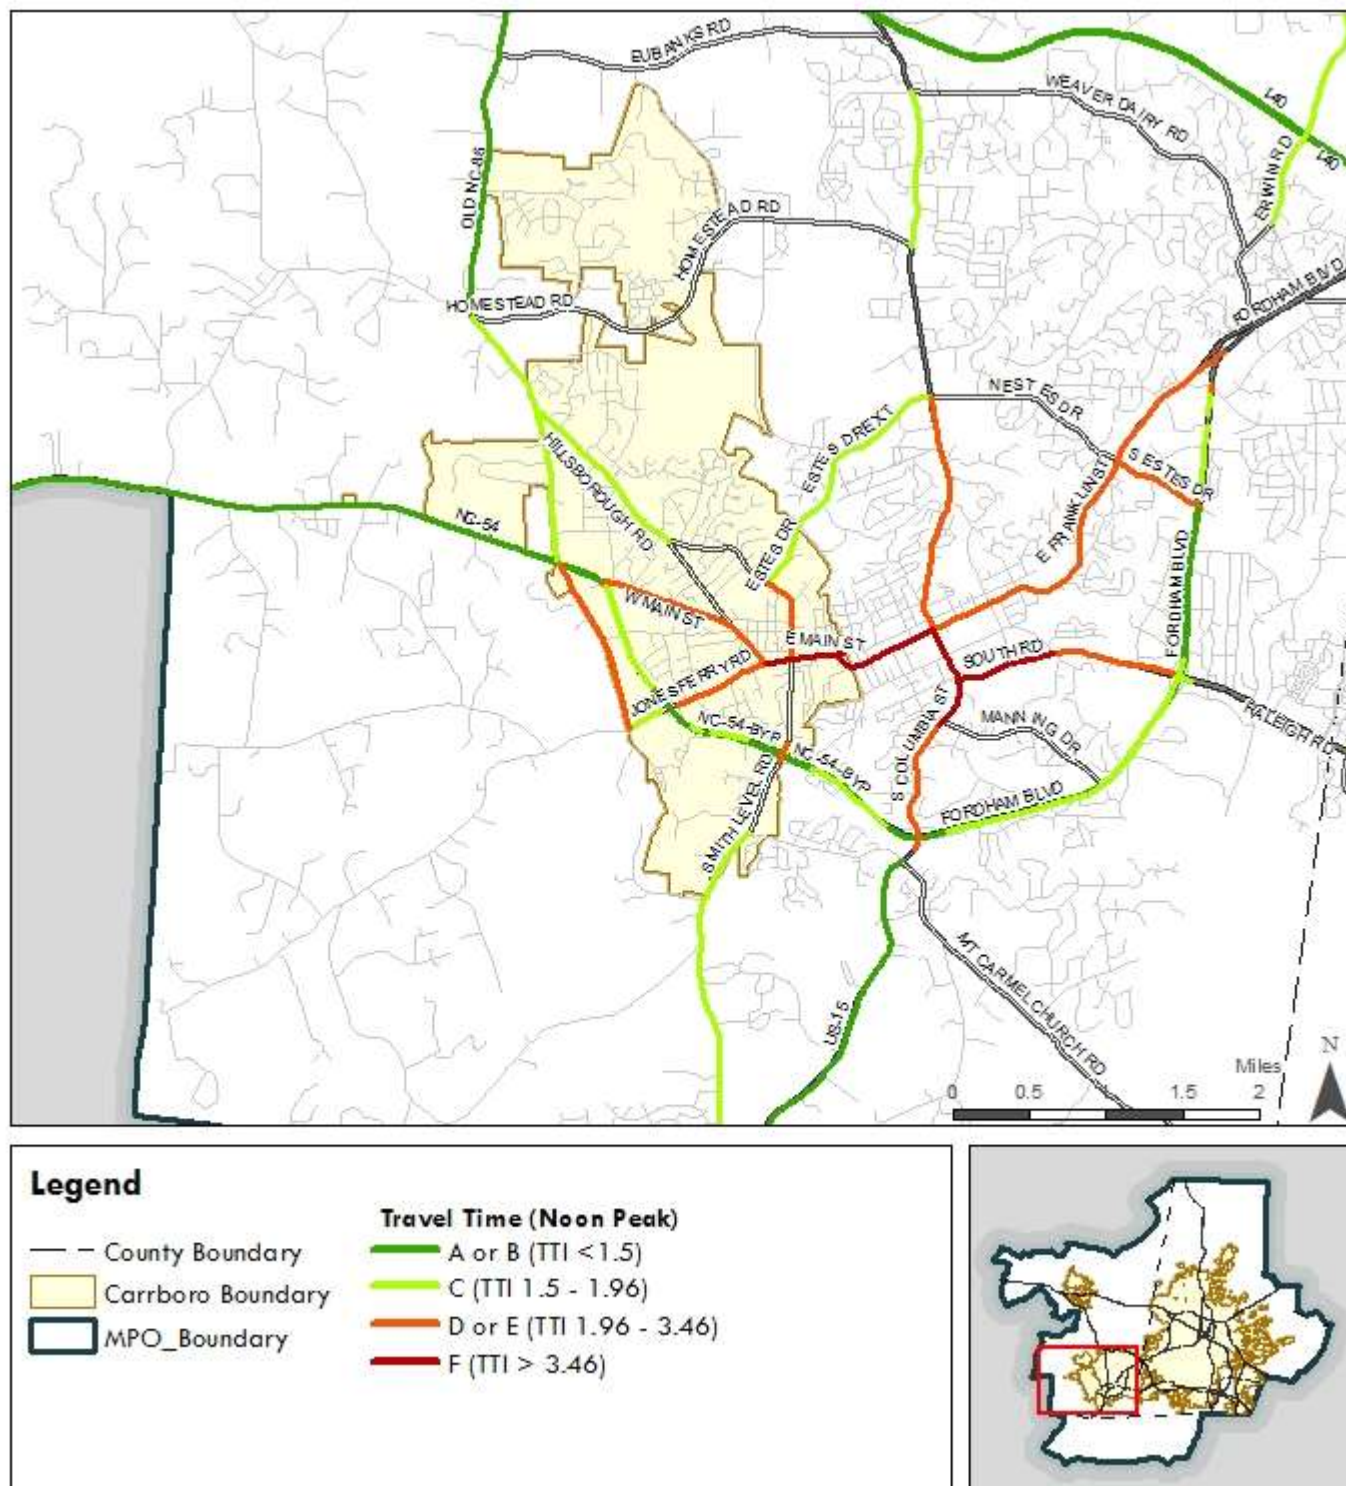 EUBANKS RD
WEAVER DAIRY RD
I-40
I-40
ERWIN RD
OLD NC-86
HOMESTEAD RD
HOMESTEAD RD
FORDHAM BLVD
N ESTES DR
ESTES DR EXT
S ESTES DR
HILLSBOROUGH RD
E FRANKLIN ST
NC-54
ESTES DR
FORDHAM BLVD
W MAIN ST
E MAIN ST
SOUTH RD
JONES FERRY RD
S COLUMBIA ST
MANNING DR
RALEIGH RD
NC-54-BYP
NC-54-BYP
SMITH LEVEL RD
FORDHAM BLVD
MT CARMEL CHURCH RD
US-15
N
Miles
0 0.5 1 1.5 2
Legend
County Boundary
Carrboro Boundary
MPO_Boundary
Travel Time (Noon Peak)
A or B (TTI <1.5)
C (TTI 1.5 - 1.96)
D or E (TTI 1.96 - 3.46)
F (TTI > 3.46)